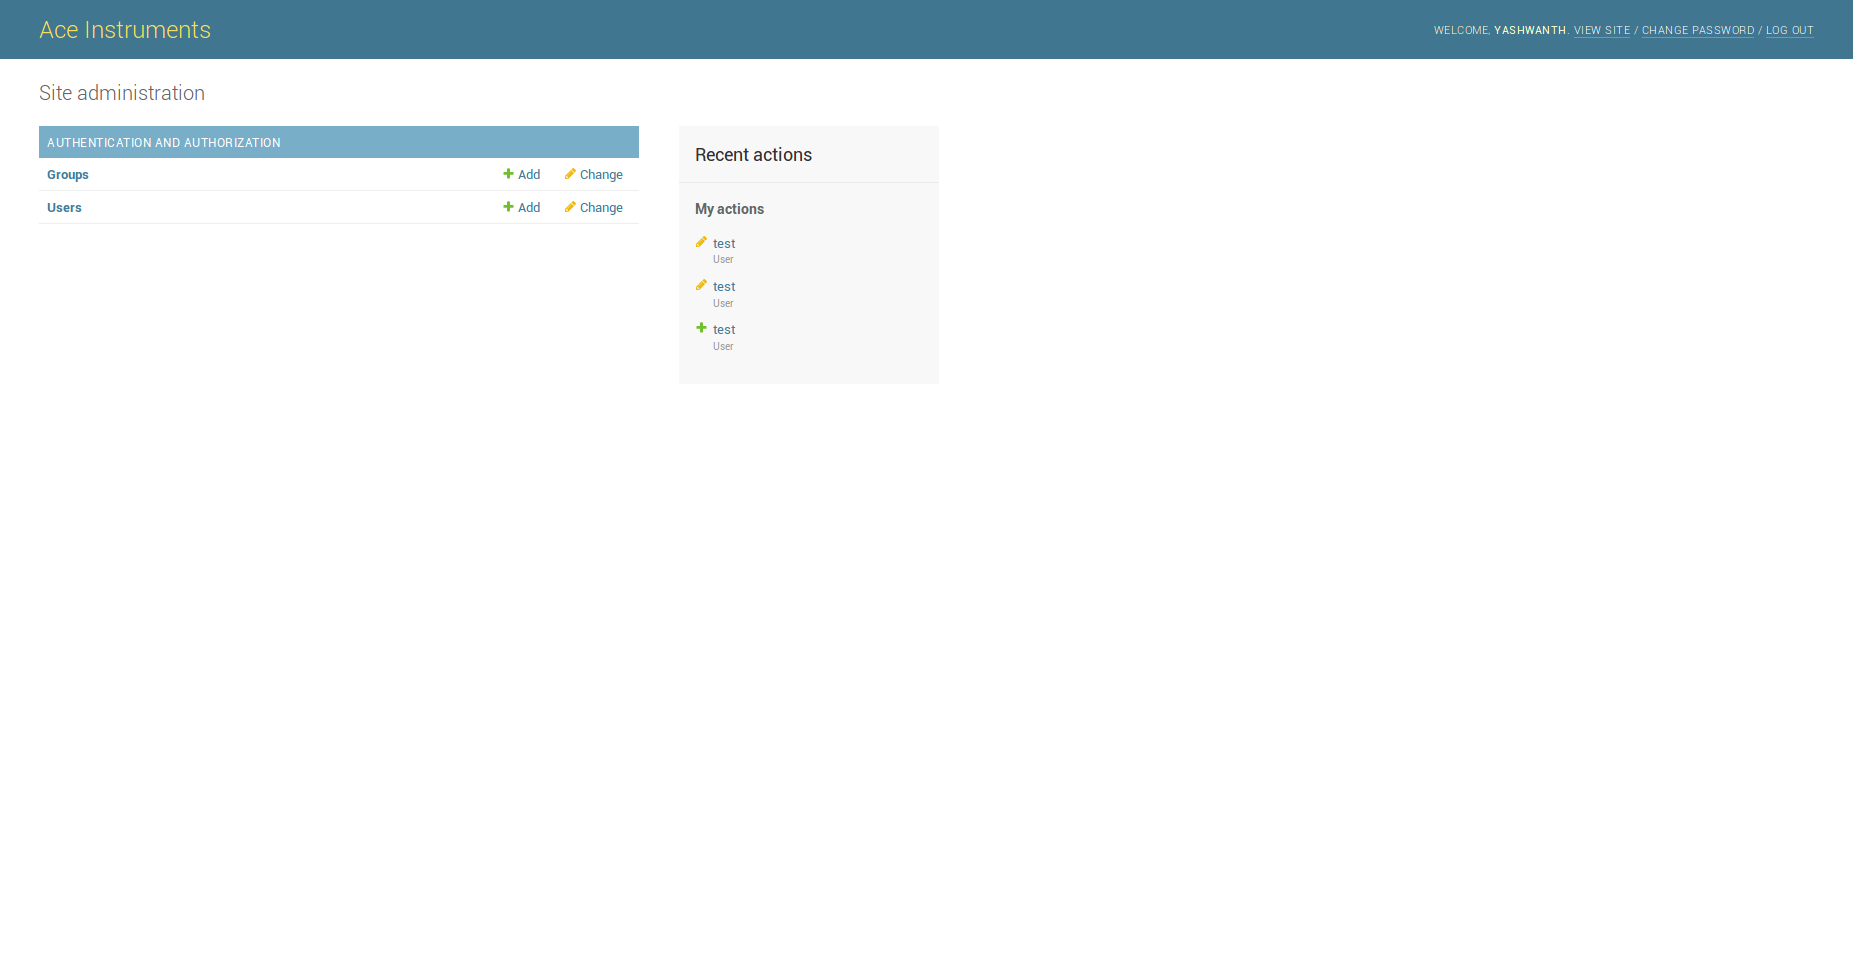 Ace Instruments
WELCOME, YASHWANTH. VIEW SITE / CHANGE PASSWORD / LOG OUT
Site administration
AUTHENTICATION AND AUTHORIZATION
Groups Add Change
Users Add Change
Recent actions
My actions
test
User
test
User
test
User